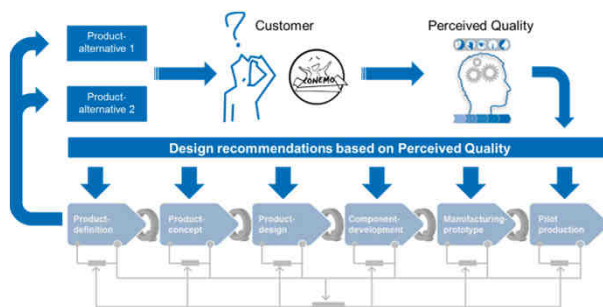 Product-
alternative 1
Product-
alternative 2
Customer
CONEMO
Perceived Quality
Design recommendations based on Perceived Quality
Product-
definition
Product-
concept
Product-
design
Component-
development
Manufacturing-
prototype
Pilot
production